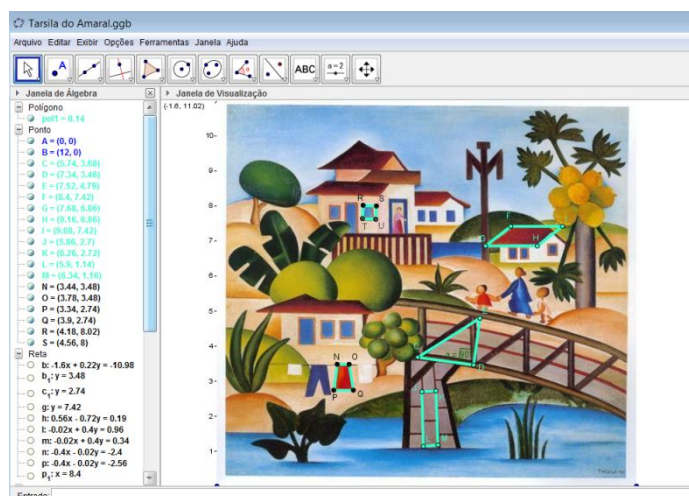 Tarsila do Amaral.ggb
Arquivo Editar Exibir Opções Ferramentas Janela Ajuda
A
ABC
a=2
Janela de Álgebra
Janela de Visualização
Polígono
pol1 = 0.14
Ponto
A = (0, 0)
B = (12, 0)
C = (5.74, 3.68)
D = (7.34, 3.46)
E = (7.52, 4.79)
F = (8.4, 7.42)
G = (7.68, 6.86)
H = (9.16, 6.86)
I = (9.88, 7.42)
J = (5.86, 2.7)
K = (6.26, 2.72)
L = (5.9, 1.14)
M = (6.34, 1.16)
N = (3.44, 3.48)
O = (3.78, 3.48)
P = (3.34, 2.74)
Q = (3.9, 2.74)
R = (4.18, 8.02)
S = (4.56, 8)
Reta
b: -1.6x + 0.22y = -10.98
b₁: y = 3.48
c₁: y = 2.74
g: y = 7.42
h: 0.56x - 0.72y = 0.19
l: -0.02x + 0.4y = 0.96
m: -0.02x + 0.4y = 0.34
n: -0.4x - 0.02y = -2.4
p: -0.4x - 0.02y = -2.56
p₁: x = 8.4
Entrada:
(-1.6, 11.02)
10
9
8
7
6
5
4
3
2
1
R S
T U
F
H
E
D
N O
P Q
L M